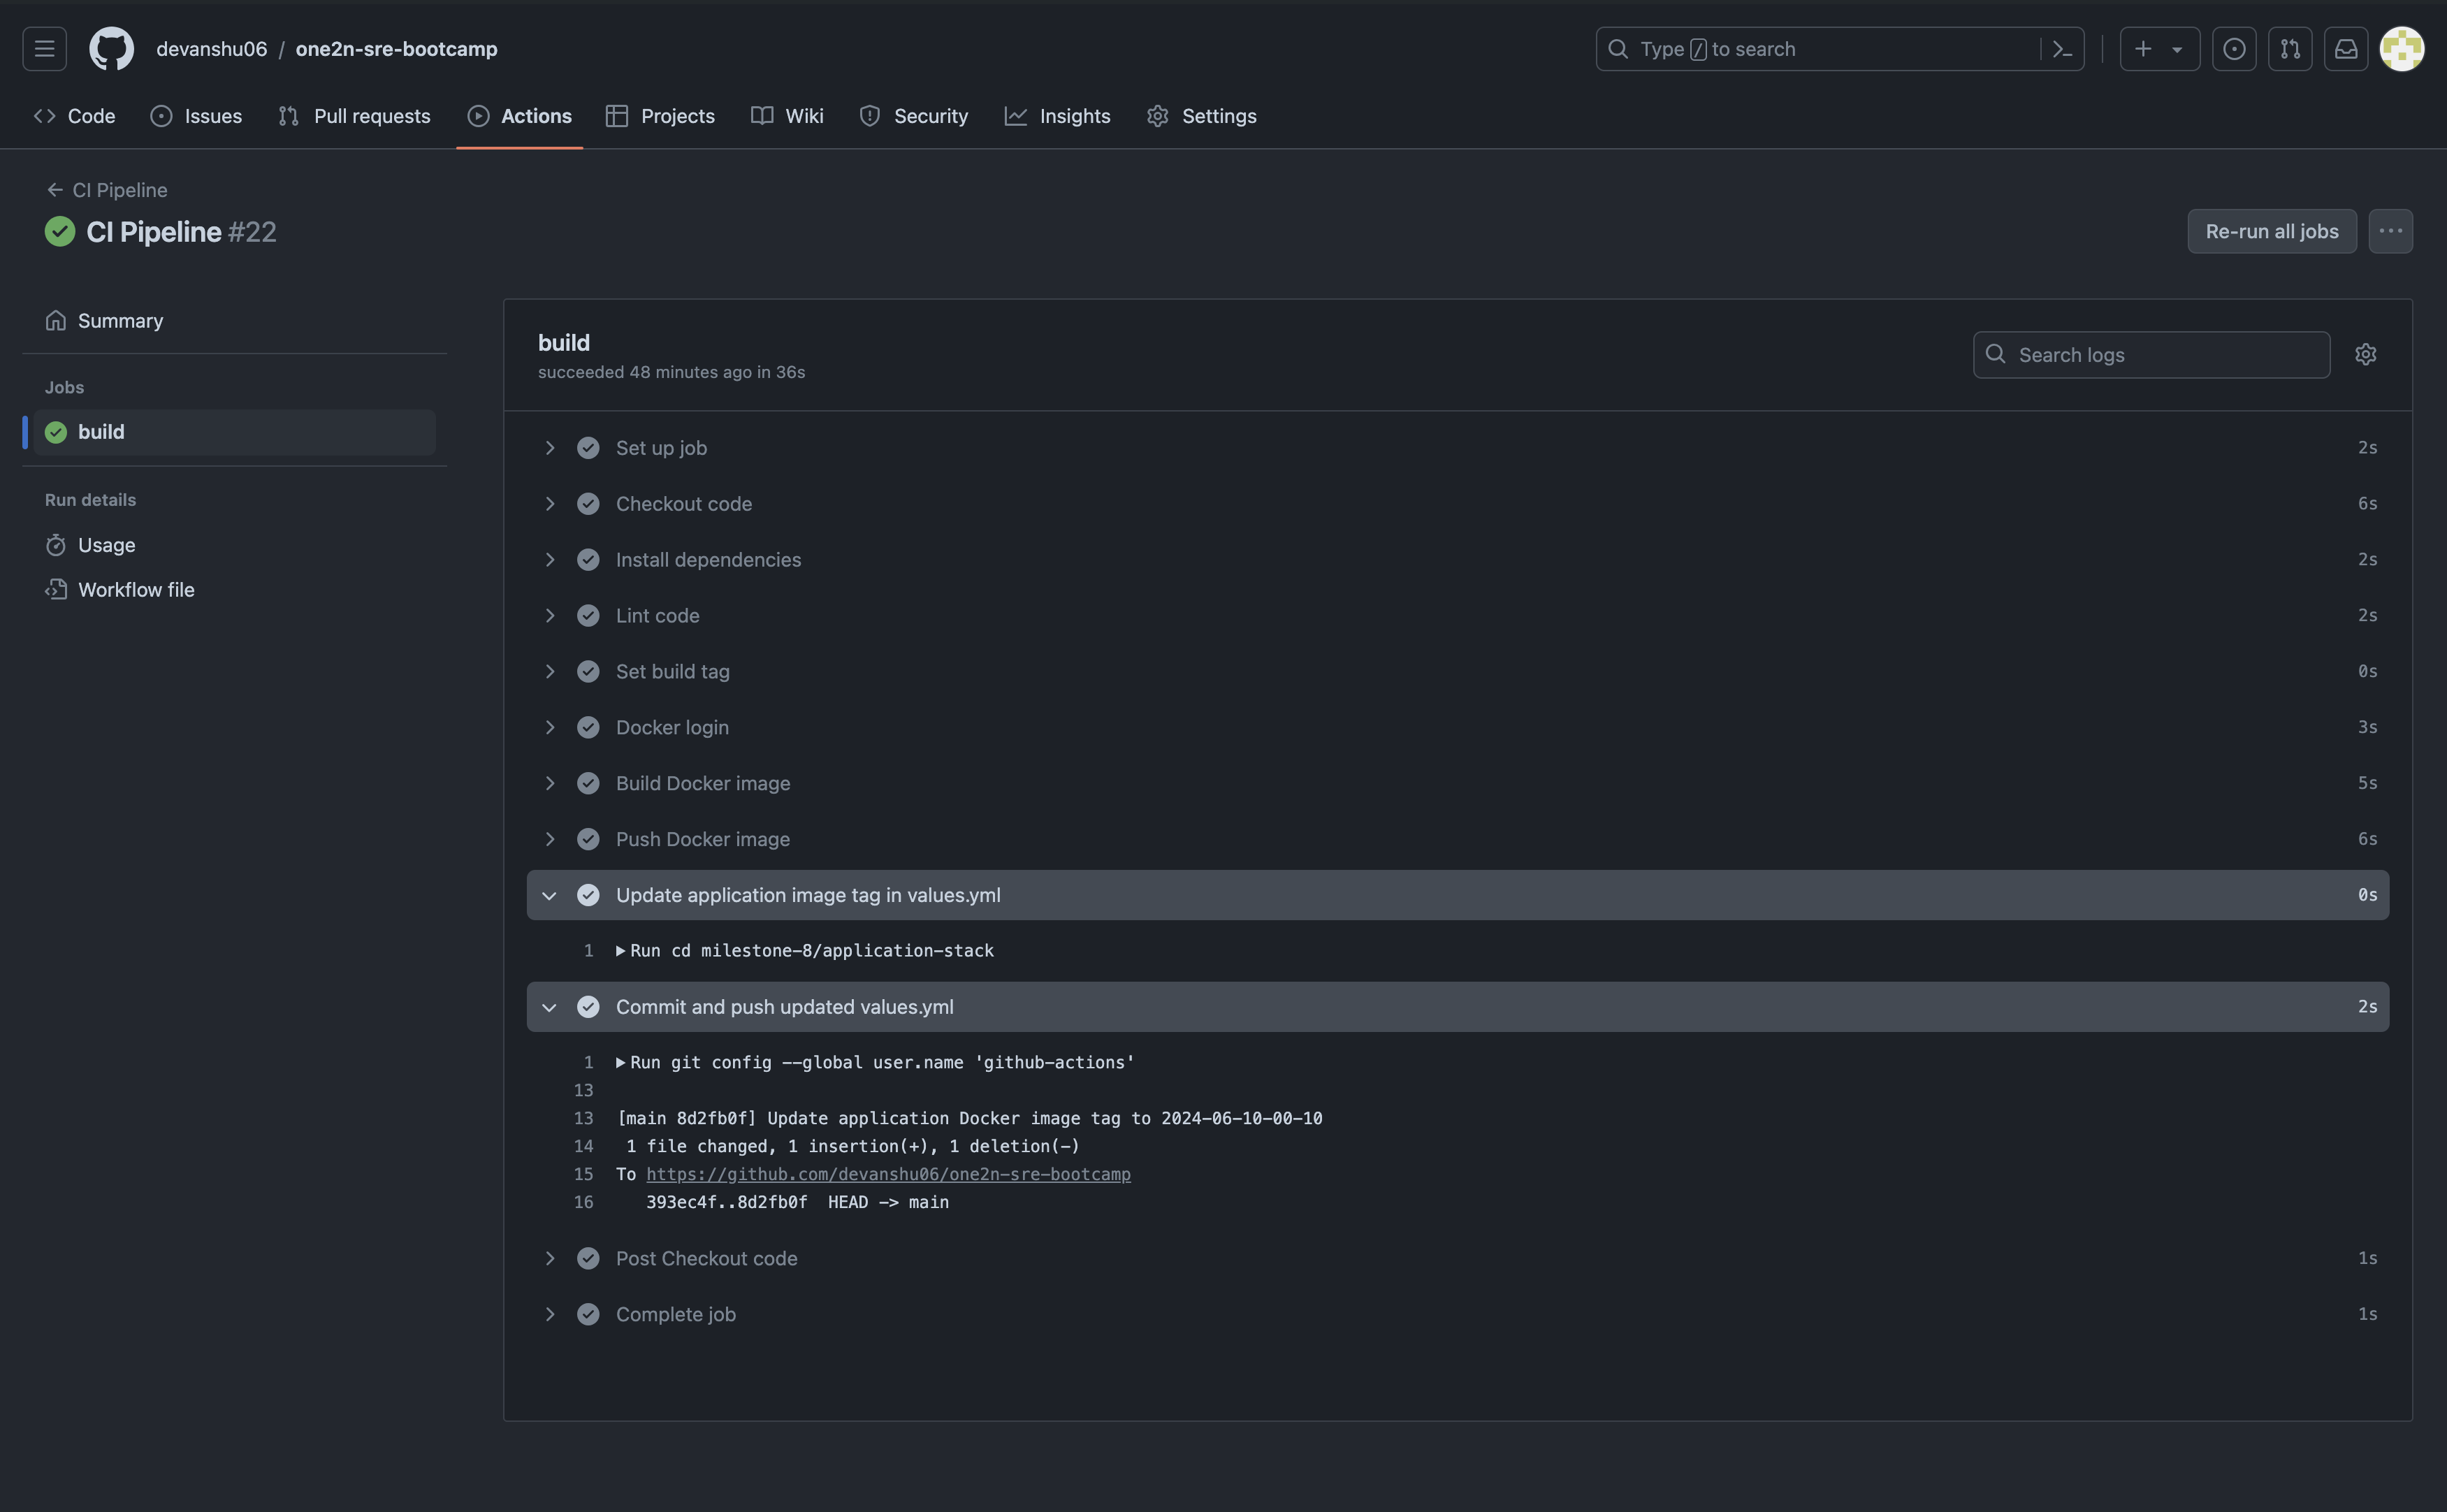 devanshu06 / one2n-sre-bootcamp
Type / to search
Code
Issues
Pull requests
Actions
Projects
Wiki
Security
Insights
Settings
CI Pipeline
CI Pipeline #22
Re-run all jobs
Summary
Jobs
build
Run details
Usage
Workflow file
build
succeeded 48 minutes ago in 36s
Search logs
Set up job 2s
Checkout code 6s
Install dependencies 2s
Lint code 2s
Set build tag 0s
Docker login 3s
Build Docker image 5s
Push Docker image 6s
Update application image tag in values.yml 0s
1 Run cd milestone-8/application-stack
Commit and push updated values.yml 2s
1 Run git config --global user.name 'github-actions'
13
13 [main 8d2fb0f] Update application Docker image tag to 2024-06-10-00-10
14 1 file changed, 1 insertion(+), 1 deletion(-)
15 To https://github.com/devanshu06/one2n-sre-bootcamp
16 393ec4f..8d2fb0f HEAD -> main
Post Checkout code 1s
Complete job 1s